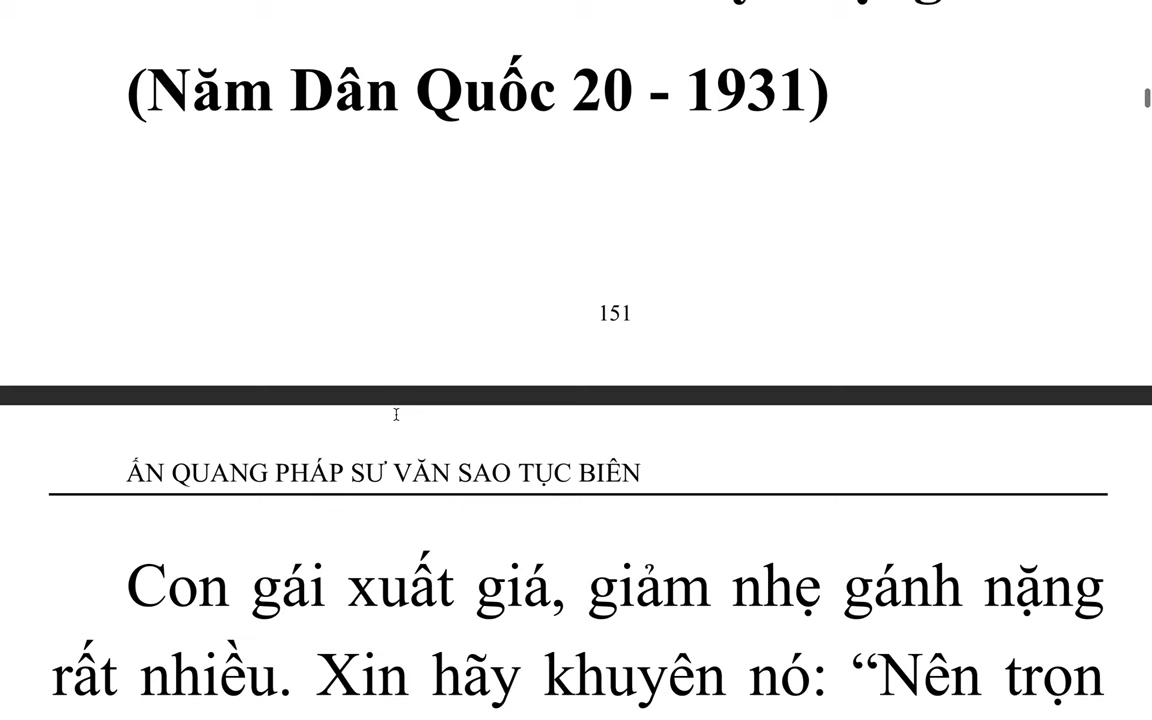 (Năm Dân Quốc 20 - 1931)
151
ẤN QUANG PHÁP SƯ VĂN SAO TỤC BIÊN
Con gái xuất giá, giảm nhẹ gánh nặng
rất nhiều. Xin hãy khuyên nó: “Nên trọn